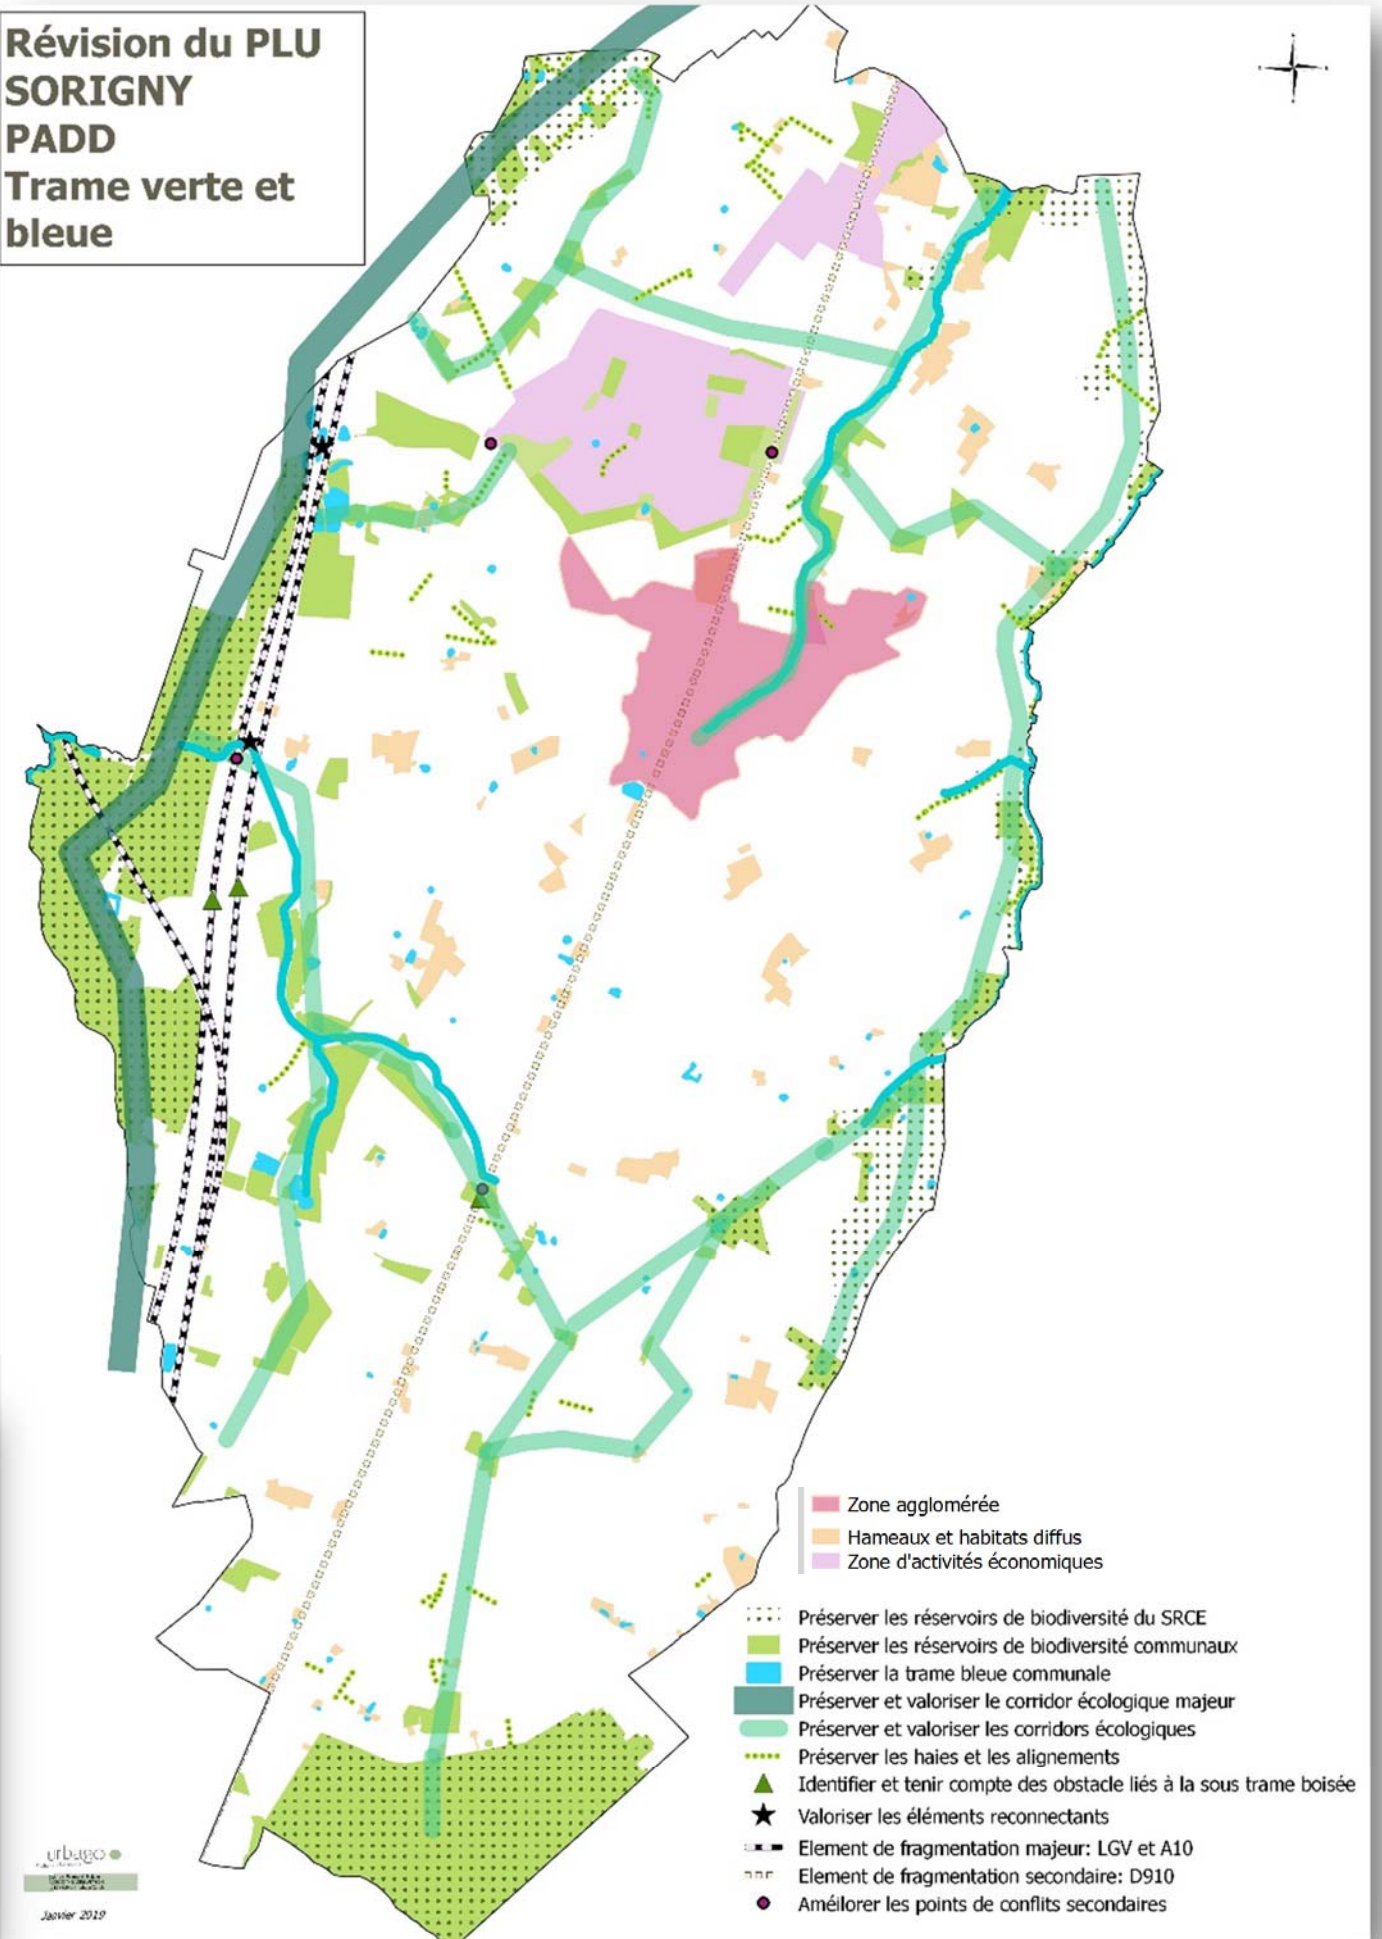 Révision du PLU
SORIGNY
PADD
Trame verte et
bleue
Zone agglomérée
Hameaux et habitats diffus
Zone d'activités économiques
Préserver les réservoirs de biodiversité du SRCE
Préserver les réservoirs de biodiversité communaux
Préserver la trame bleue communale
Préserver et valoriser le corridor écologique majeur
Préserver et valoriser les corridors écologiques
Préserver les haies et les alignements
Identifier et tenir compte des obstacle liés à la sous trame boisée
Valoriser les éléments reconnectants
Element de fragmentation majeur: LGV et A10
Element de fragmentation secondaire: D910
Améilorer les points de conflits secondaires
urbago
Janvier 2019